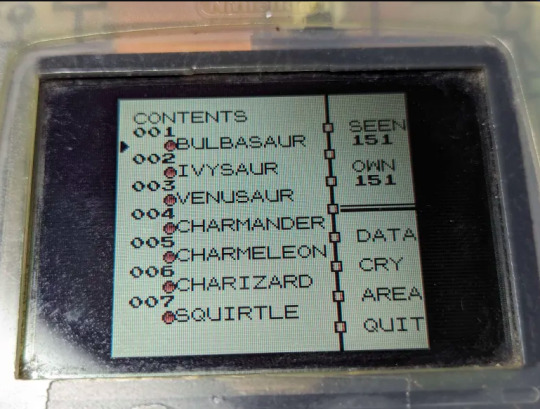 CONTENTS
001
BULBASAUR
002
IVYSAUR
003
VENUSAUR
004
CHARMANDER
005
CHARMELEON
006
CHARIZARD
007
SQUIRTLE
SEEN
151
OWN
151
DATA
CRY
AREA
QUIT